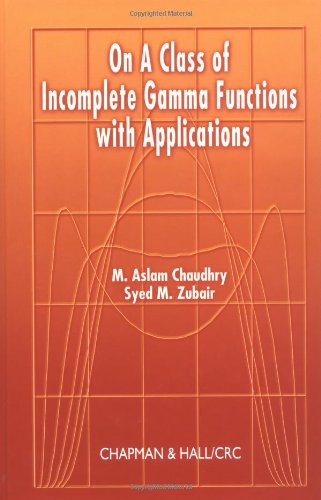 On A Class of
Incomplete Gamma Functions
with Applications
M. Aslam Chaudhry
Syed M. Zubair
CHAPMAN & HALL/CRC